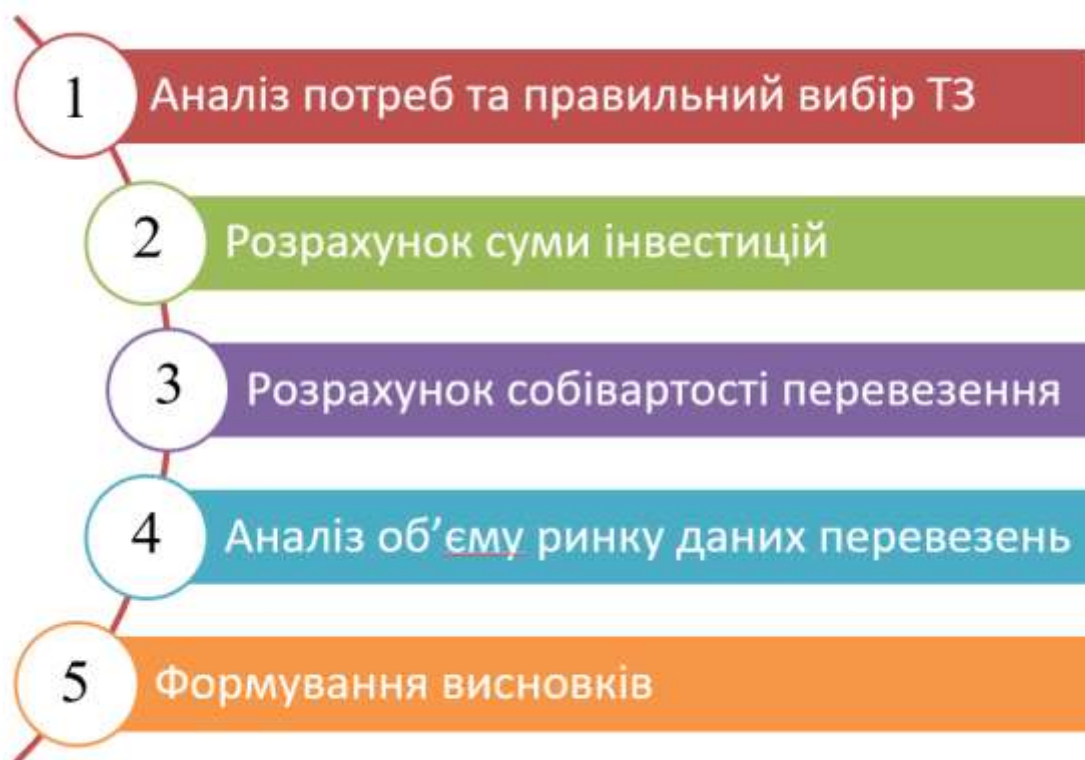 1 Аналіз потреб та правильний вибір ТЗ
2 Розрахунок суми інвестицій
3 Розрахунок собівартості перевезення
4 Аналіз об’єму ринку даних перевезень
5 Формування висновків